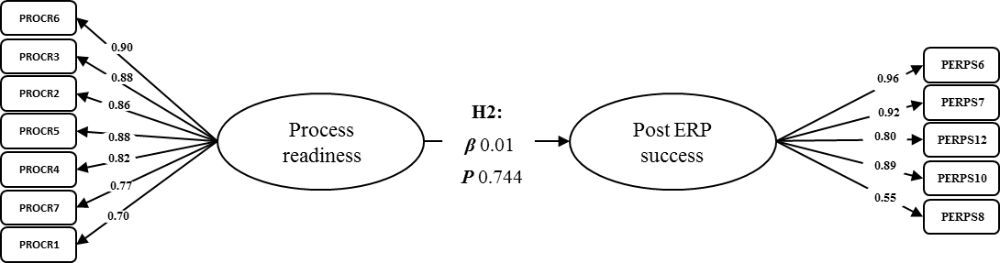 PROCR6
PROCR3
PROCR2
PROCR5
PROCR4
PROCR7
PROCR1
0.90
0.88
0.86
0.88
0.82
0.77
0.70
Process
readiness
H2:
β 0.01
P 0.744
Post ERP
success
0.96
0.92
0.80
0.89
0.55
PERPS6
PERPS7
PERPS12
PERPS10
PERPS8